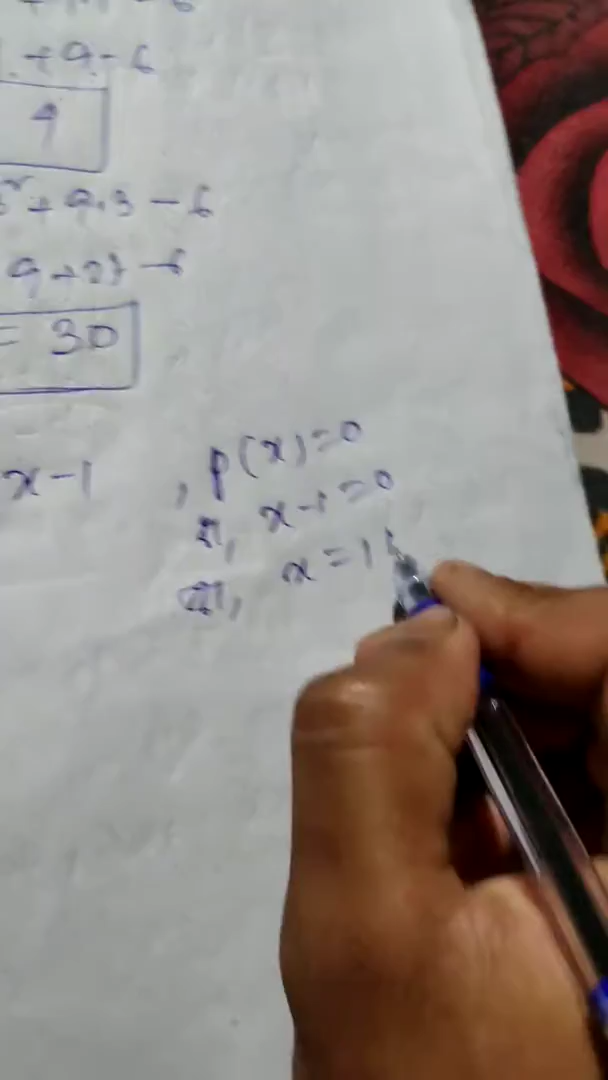 +9-6
9
+ 9.3 - 6
9 + 27 - 6
= 30
x-1 , p(x)=0
বা, x-1=0
বা, x=1